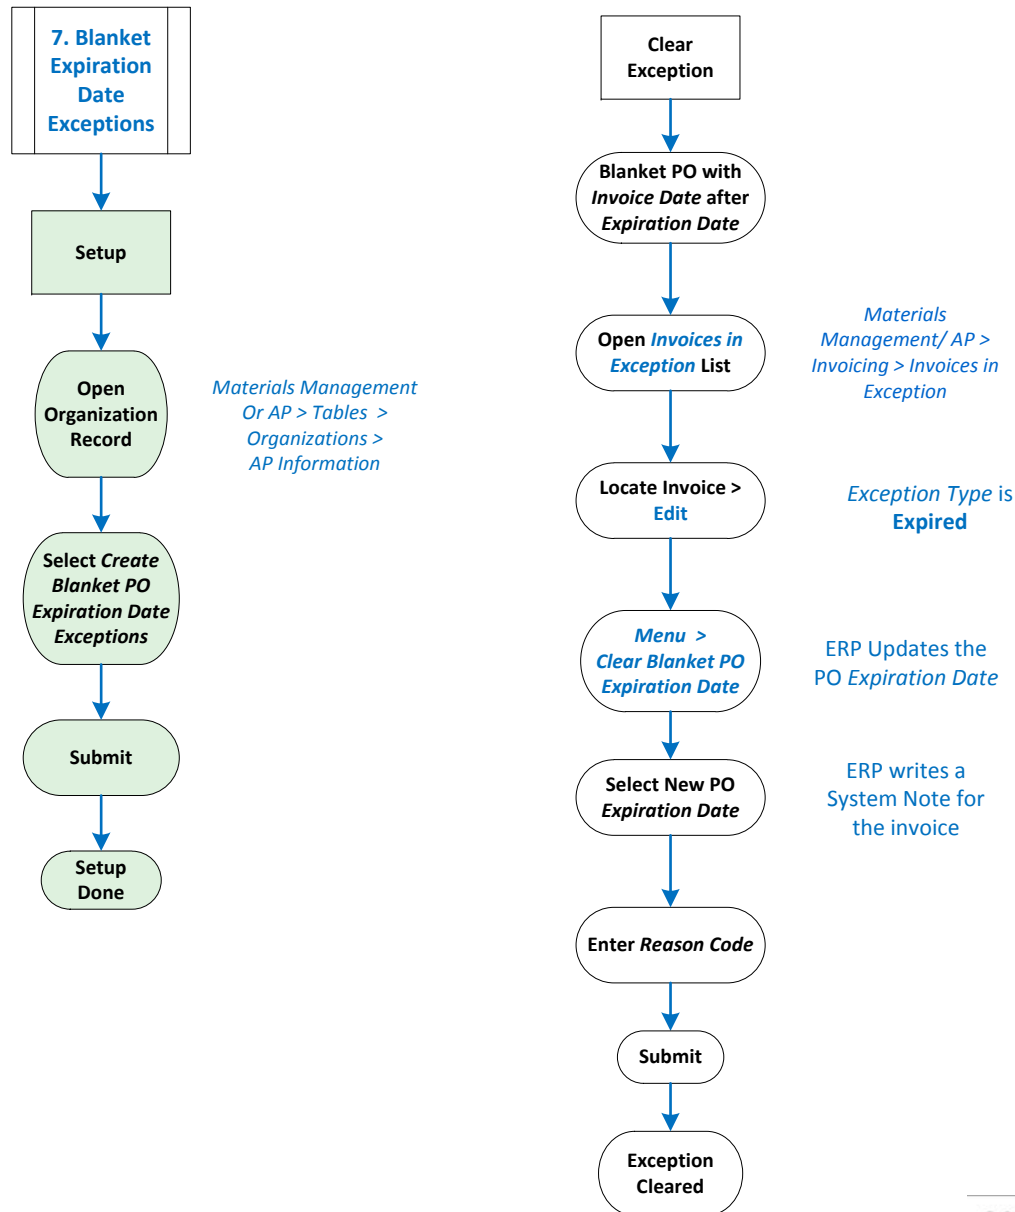 7. Blanket
Expiration
Date
Exceptions
Setup
Open
Organization
Record
Materials Management
Or AP > Tables >
Organizations >
AP Information
Select Create
Blanket PO
Expiration Date
Exceptions
Submit
Setup
Done
Clear
Exception
Blanket PO with
Invoice Date after
Expiration Date
Open Invoices in
Exception List
Materials
Management/ AP >
Invoicing > Invoices in
Exception
Locate Invoice >
Edit
Exception Type is
Expired
Menu >
Clear Blanket PO
Expiration Date
ERP Updates the
PO Expiration Date
Select New PO
Expiration Date
ERP writes a
System Note for
the invoice
Enter Reason Code
Submit
Exception
Cleared